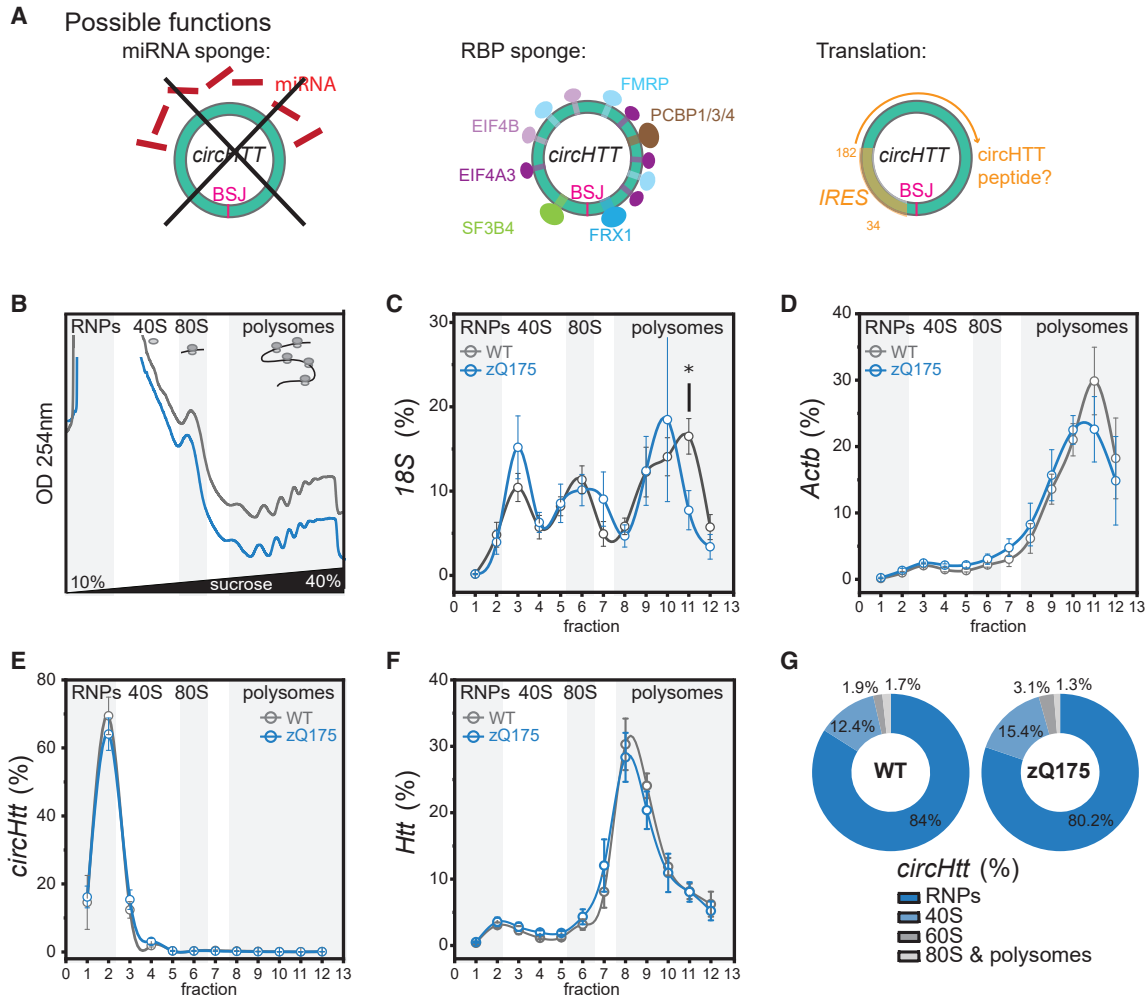 A
Possible functions
miRNA sponge:
RBP sponge:
Translation:
miRNA
circHTT
BSJ
FMRP
PCBP1/3/4
EIF4B
circHTT
EIF4A3
BSJ
SF3B4
FRX1
182
circHTT
circHTT
peptide?
IRES
BSJ
34
B
RNPs 40S 80S polysomes
OD 254nm
10% sucrose 40%
C
RNPs 40S 80S polysomes
WT
zQ175
*
18S (%)
30
20
10
0
0 1 2 3 4 5 6 7 8 9 10 11 12 13
fraction
D
RNPs 40S 80S polysomes
WT
zQ175
Actb (%)
40
30
20
10
0
0 1 2 3 4 5 6 7 8 9 10 11 12 13
fraction
E
RNPs 40S 80S polysomes
WT
zQ175
circHtt (%)
80
60
40
20
0
0 1 2 3 4 5 6 7 8 9 10 11 12 13
fraction
F
RNPs 40S 80S polysomes
WT
zQ175
Htt (%)
40
30
20
10
0
0 1 2 3 4 5 6 7 8 9 10 11 12 13
fraction
G
1.9% 1.7%
12.4%
WT
84%
3.1% 1.3%
15.4%
zQ175
80.2%
circHtt (%)
RNPs
40S
60S
80S & polysomes